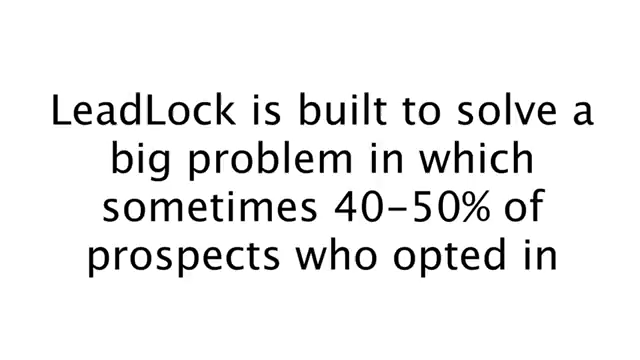 LeadLock is built to solve a
big problem in which
sometimes 40-50% of
prospects who opted in